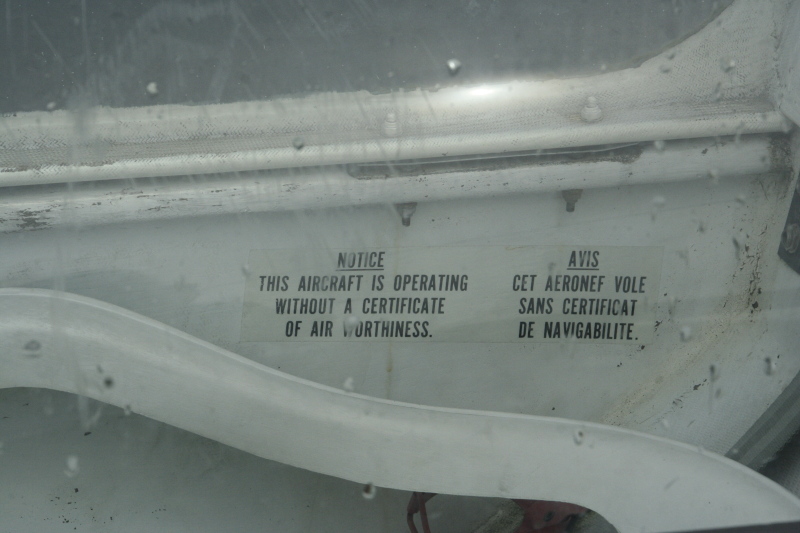 NOTICE
THIS AIRCRAFT IS OPERATING
WITHOUT A CERTIFICATE
OF AIR WORTHINESS.
AVIS
CET AERONEF VOLE
SANS CERTIFICAT
DE NAVIGABILITE.